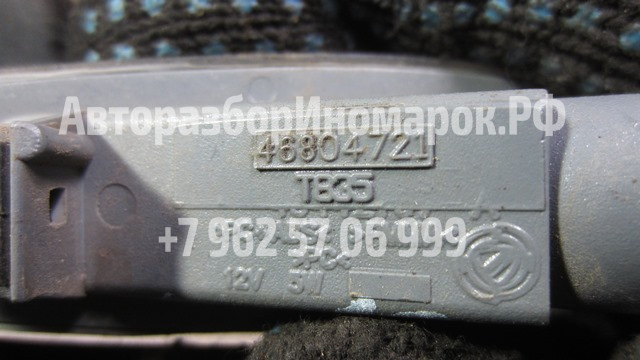 АвторазборИномарок.РФ
46804721
TB35
+7 962 57 06 999
12V 5W